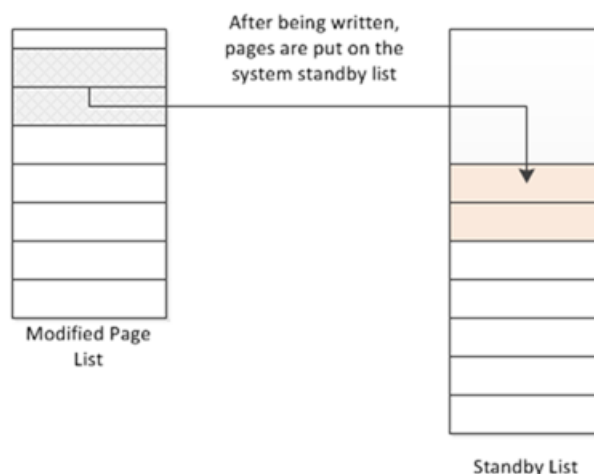 After being written,
pages are put on the
system standby list
Modified Page
List
Standby List